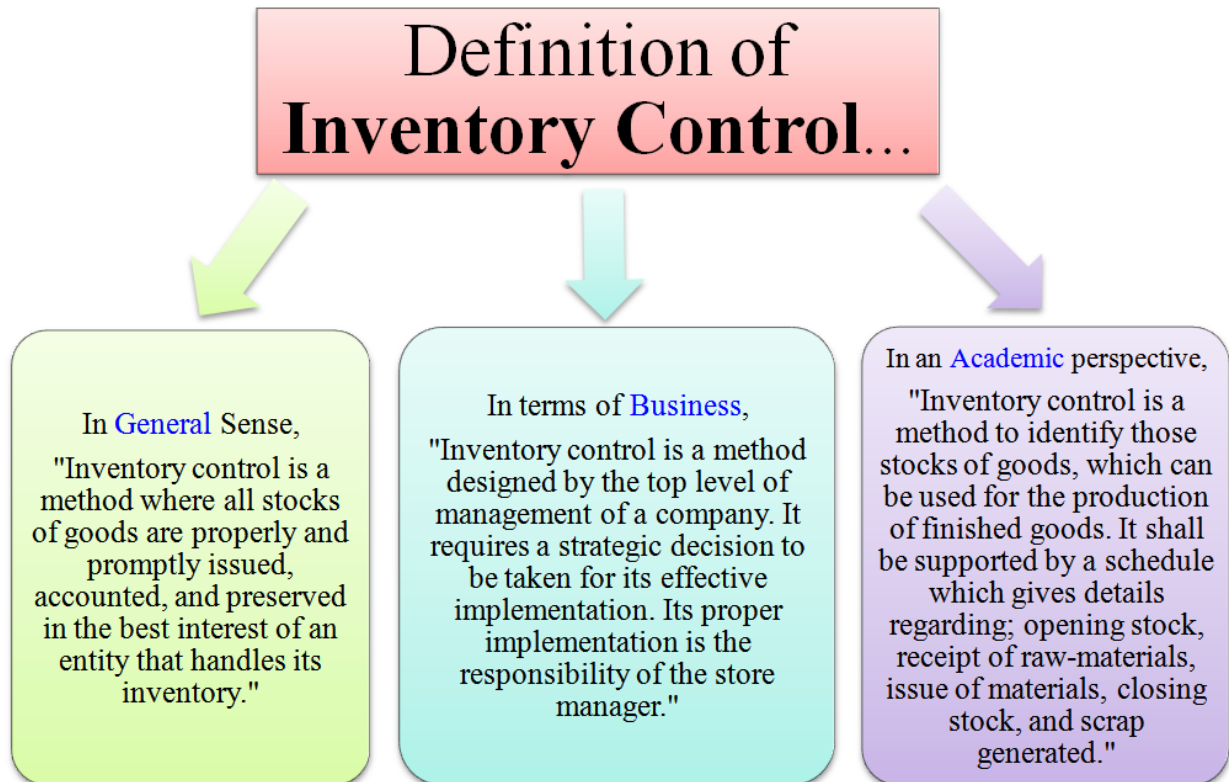 Definition of
Inventory Control...
In General Sense,
"Inventory control is a
method where all stocks
of goods are properly and
promptly issued,
accounted, and preserved
in the best interest of an
entity that handles its
inventory."
In terms of Business,
"Inventory control is a method
designed by the top level of
management of a company. It
requires a strategic decision to
be taken for its effective
implementation. Its proper
implementation is the
responsibility of the store
manager."
In an Academic perspective,
"Inventory control is a
method to identify those
stocks of goods, which can
be used for the production
of finished goods. It shall
be supported by a schedule
which gives details
regarding; opening stock,
receipt of raw-materials,
issue of materials, closing
stock, and scrap
generated."